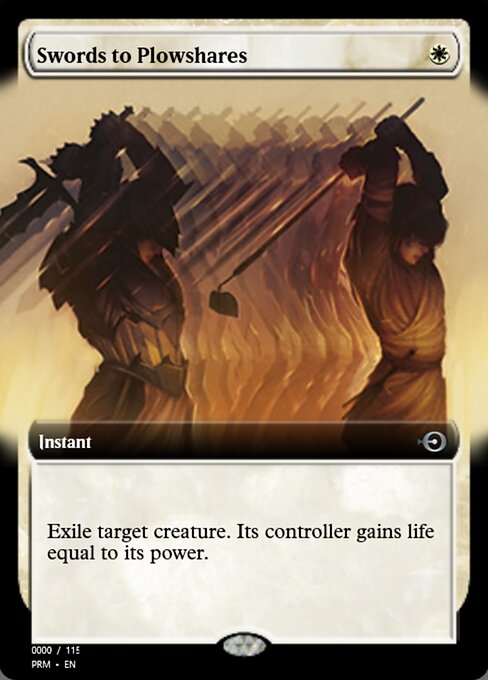 Swords to Plowshares
Instant
Exile target creature. Its controller gains life
equal to its power.
0000 / 115
PRM • EN